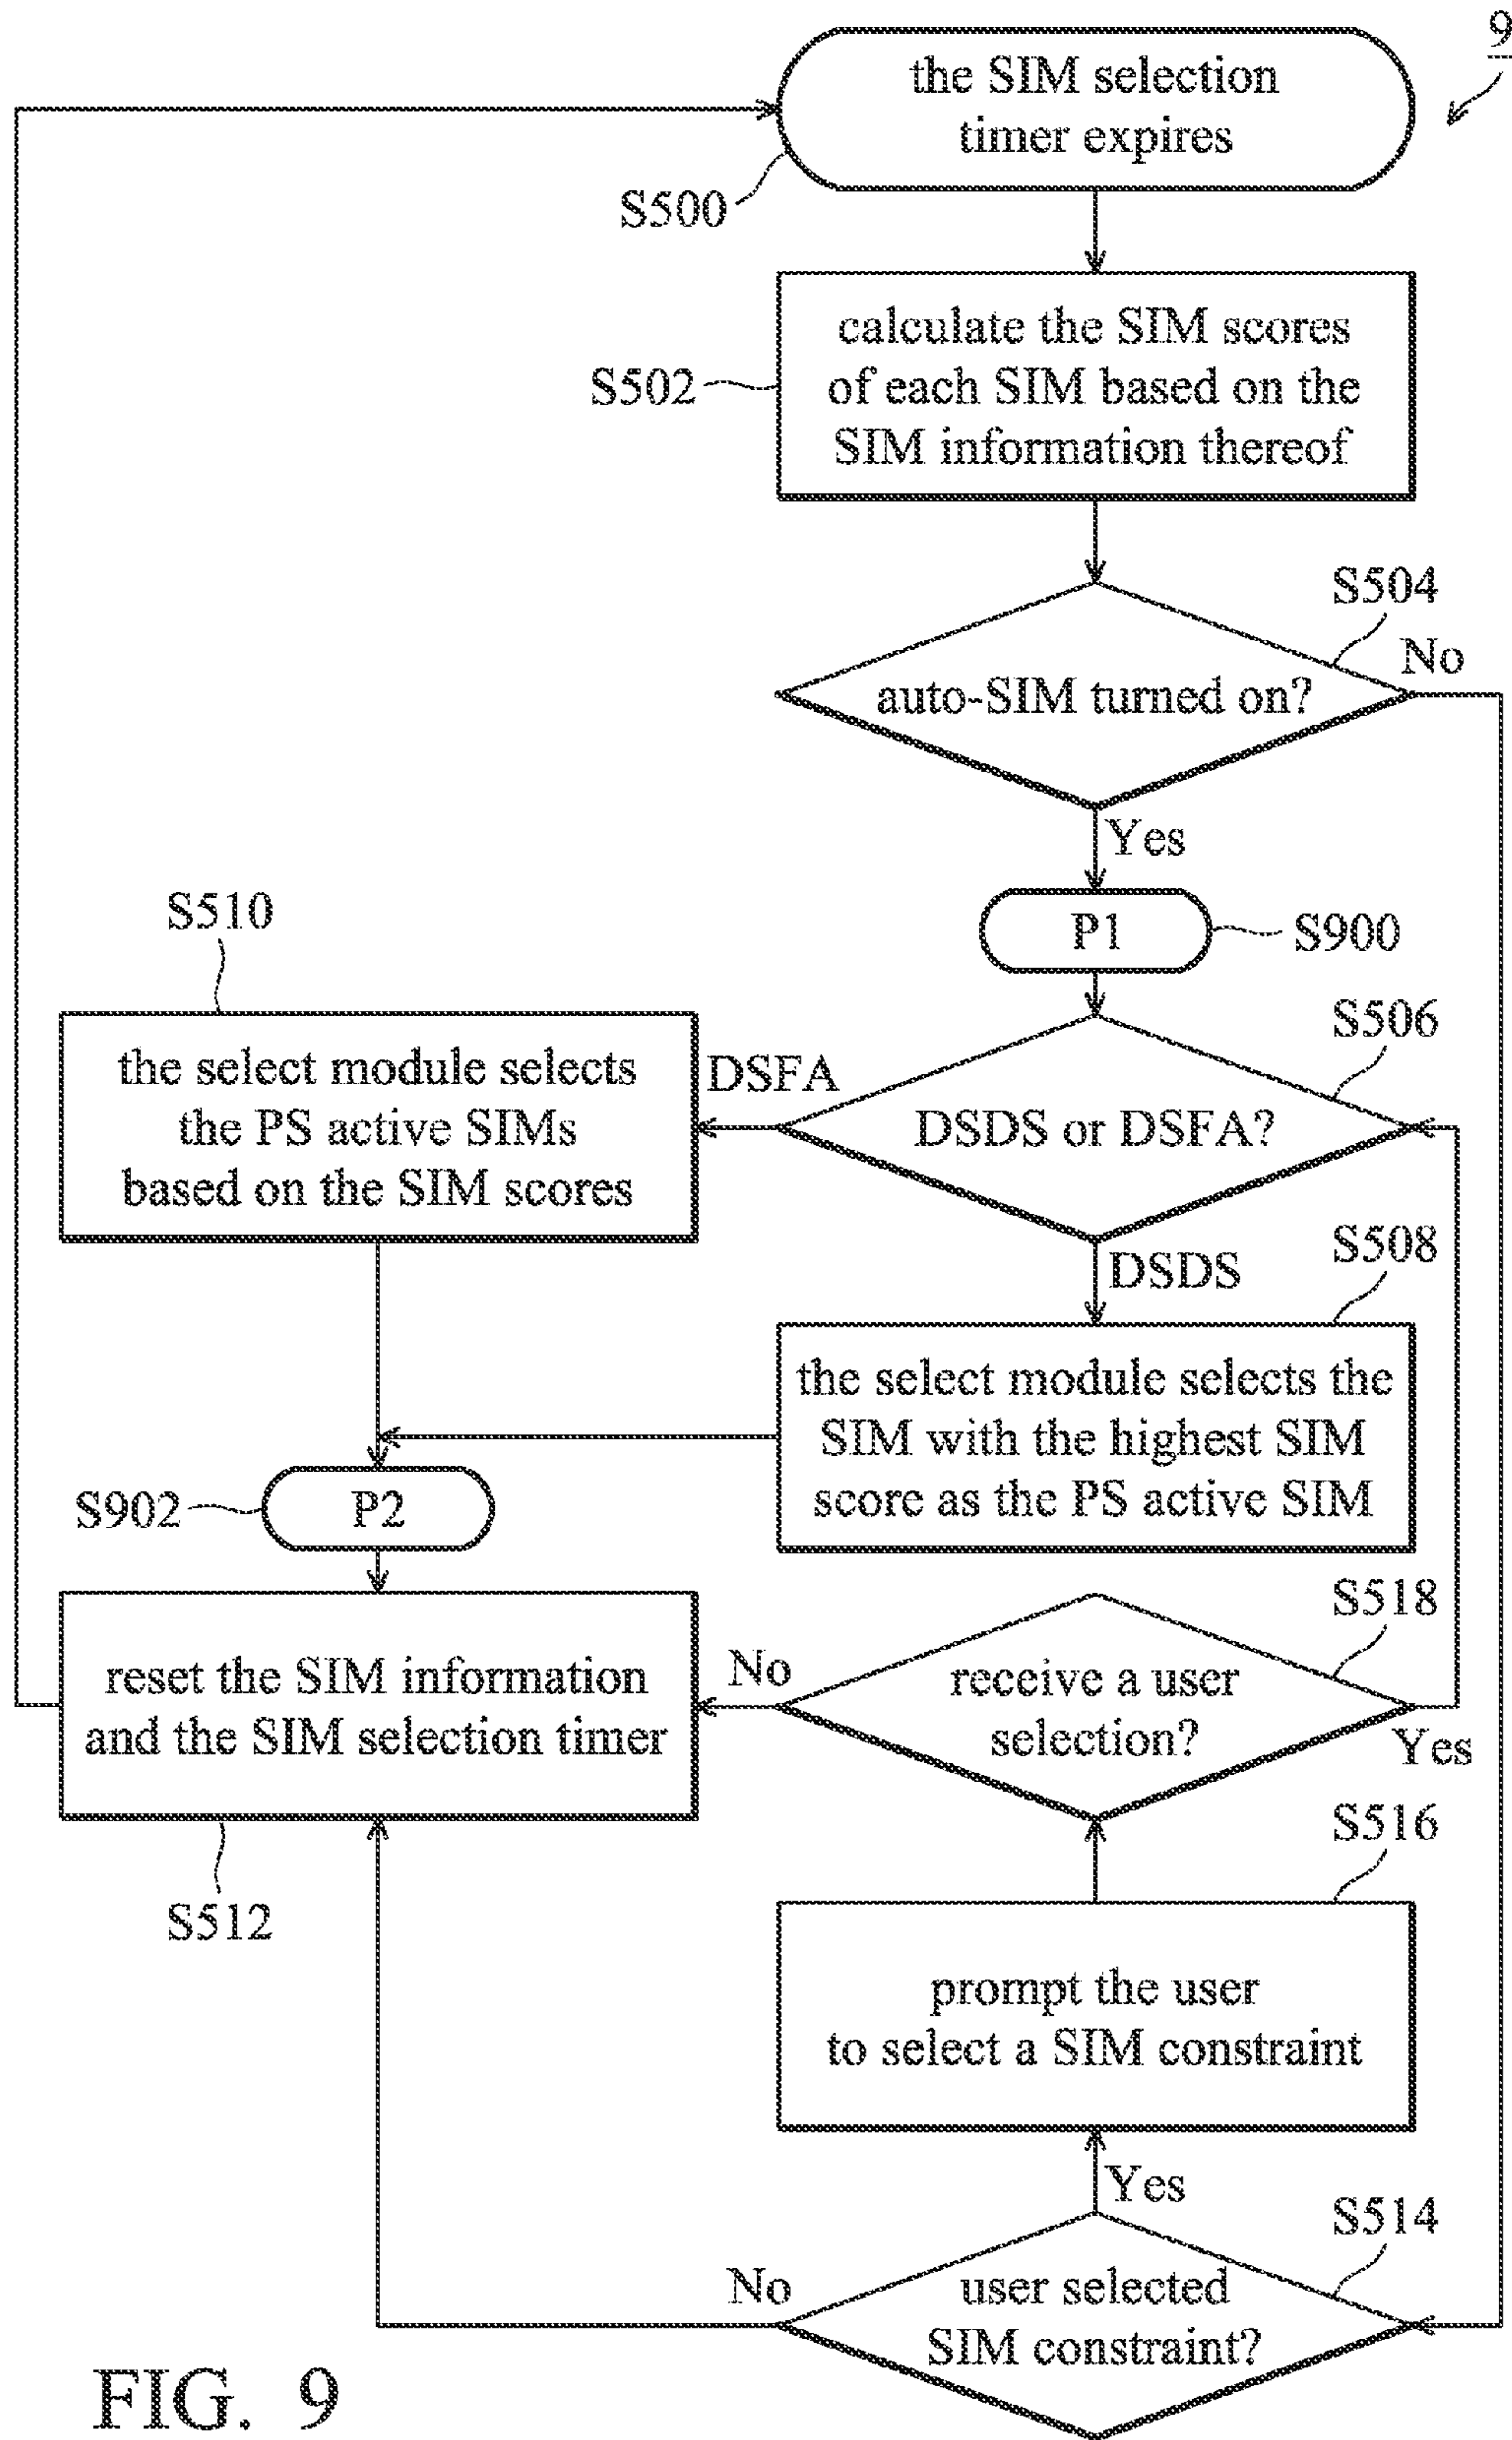 9
the SIM selection
timer expires
S500
calculate the SIM scores
of each SIM based on the
SIM information thereof
S502
S504
auto-SIM turned on?
No
Yes
P1
S900
S510
S506
the select module selects
the PS active SIMs
based on the SIM scores
DSFA
DSDS or DSFA?
DSDS
S508
the select module selects the
SIM with the highest SIM
score as the PS active SIM
S902
P2
S518
reset the SIM information
and the SIM selection timer
No
receive a user
selection?
Yes
S512
S516
prompt the user
to select a SIM constraint
Yes
S514
No
user selected
SIM constraint?
FIG. 9